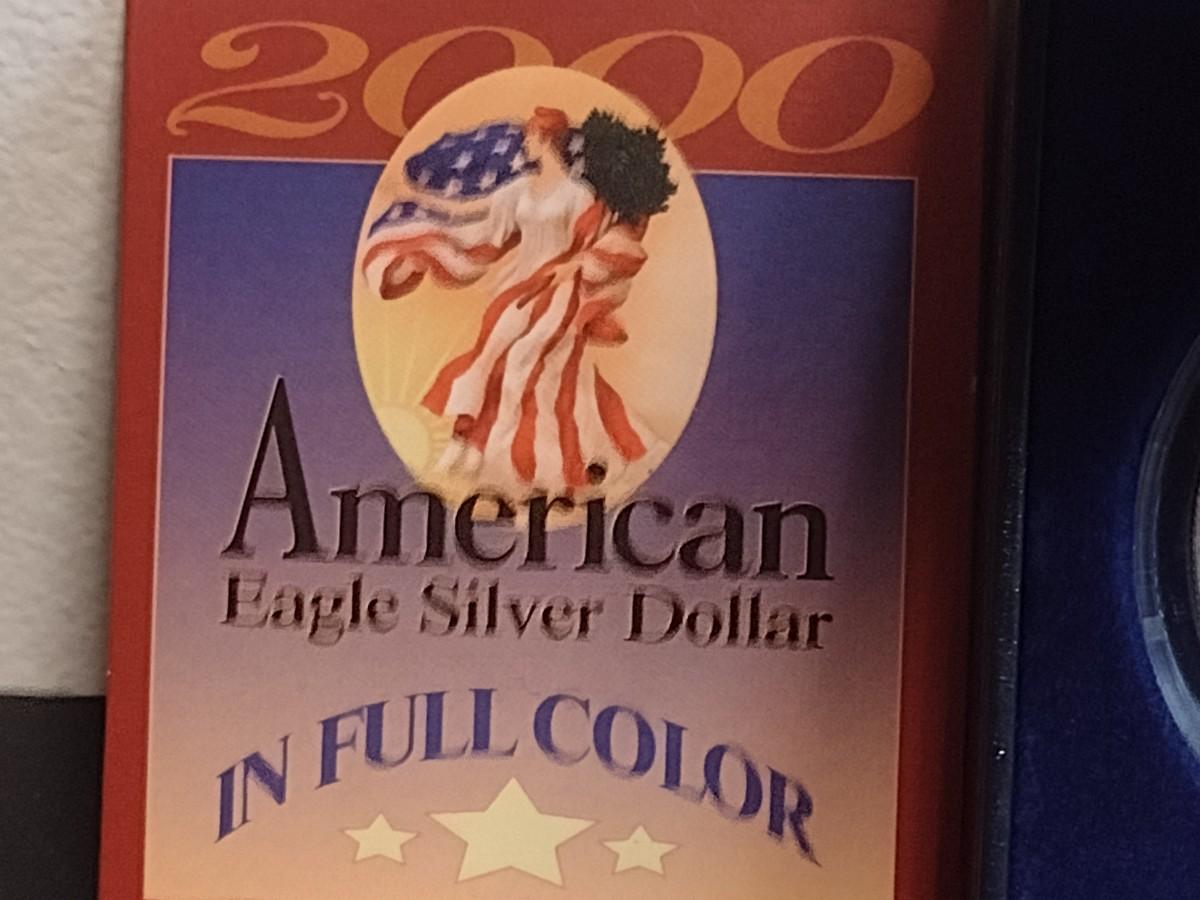 2000
American
Eagle Silver Dollar
IN FULL COLOR